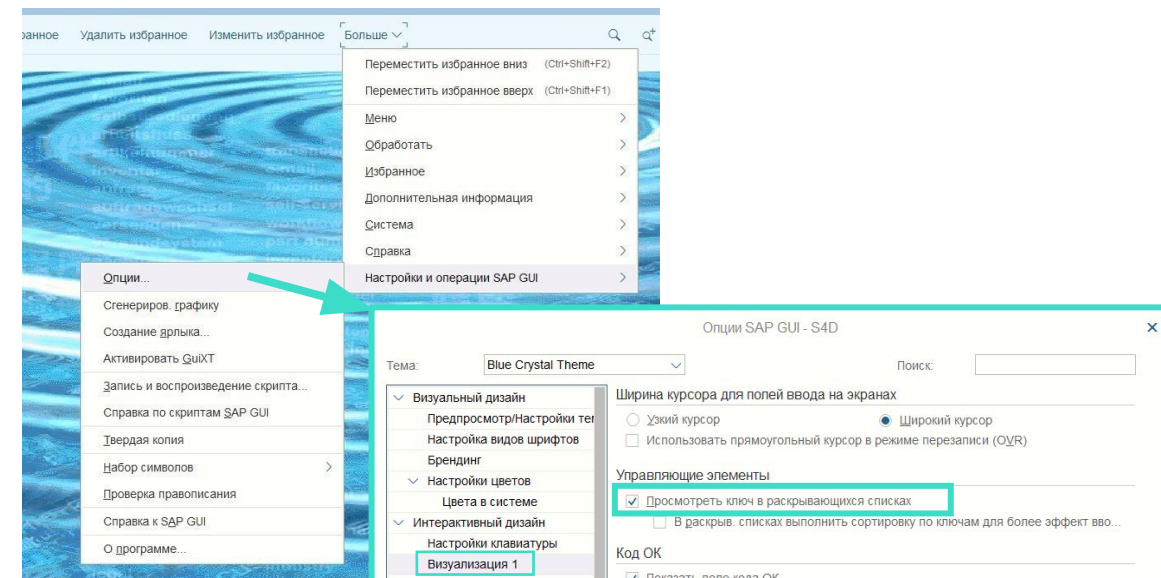 Удалить избранное Изменить избранное Больше
Переместить избранное вниз (Ctrl+Shift+F2)
Переместить избранное вверх (Ctrl+Shift+F1)
Меню
Обработать
Избранное
Дополнительная информация
Система
Справка
Настройки и операции SAP GUI
Опции...
Сгенериров. графику
Создание ярлыка...
Активировать GuiXT
Запись и воспроизведение скрипта...
Справка по скриптам SAP GUI
Твердая копия
Набор символов
Проверка правописания
Справка к SAP GUI
О программе...
Опции SAP GUI - S4D
Тема: Blue Crystal Theme Поиск:
Визуальный дизайн
Предпросмотр/Настройки тем
Настройка видов шрифтов
Брендинг
Настройки цветов
Цвета в системе
Интерактивный дизайн
Настройки клавиатуры
Визуализация 1
Ширина курсора для полей ввода на экранах
Узкий курсор Широкий курсор
Использовать прямоугольный курсор в режиме перезаписи (OVR)
Управляющие элементы
Просмотреть ключ в раскрывающихся списках
В раскрыв. списках выполнить сортировку по ключам для более эффект вво...
Код ОК
Показать поле кода ОК